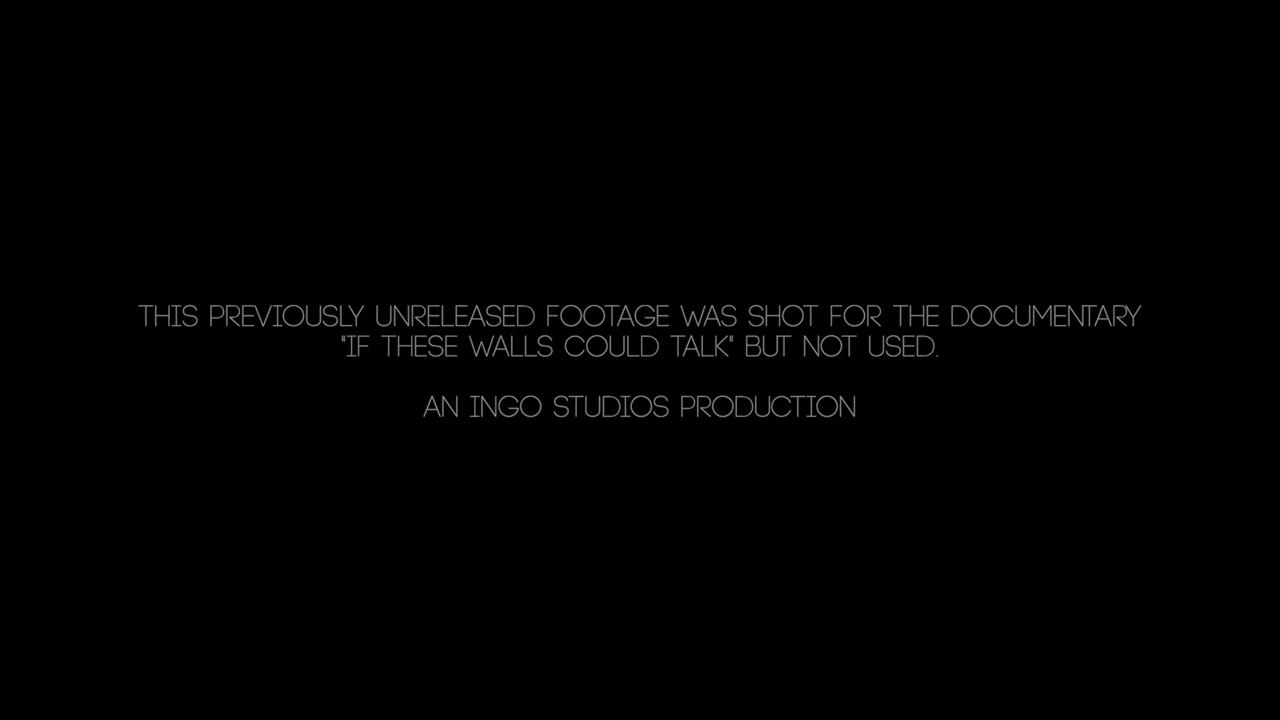 THIS PREVIOUSLY UNRELEASED FOOTAGE WAS SHOT FOR THE DOCUMENTARY
"IF THESE WALLS COULD TALK" BUT NOT USED.
AN INGO STUDIOS PRODUCTION